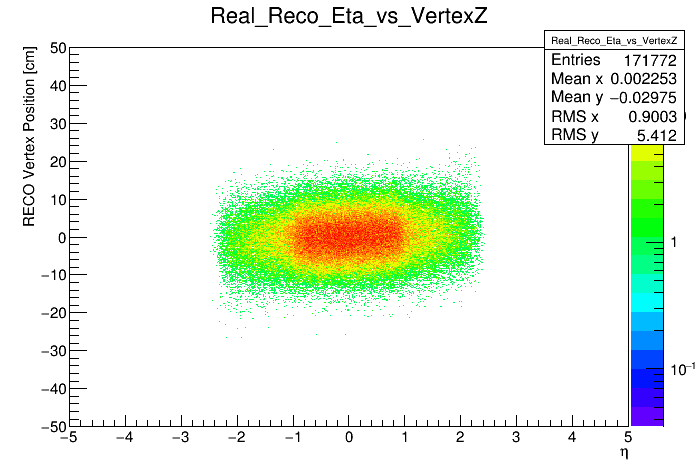 Real_Reco_Eta_vs_VertexZ
Real_Reco_Eta_vs_VertexZ
Entries 171772
Mean x 0.002253
Mean y −0.02975
RMS x 0.9003
RMS y 5.412
RECO Vertex Position [cm]
50
40
30
20
10
0
−10
−20
−30
−40
−50
−5 −4 −3 −2 −1 0 1 2 3 4 5
η
1
10−1